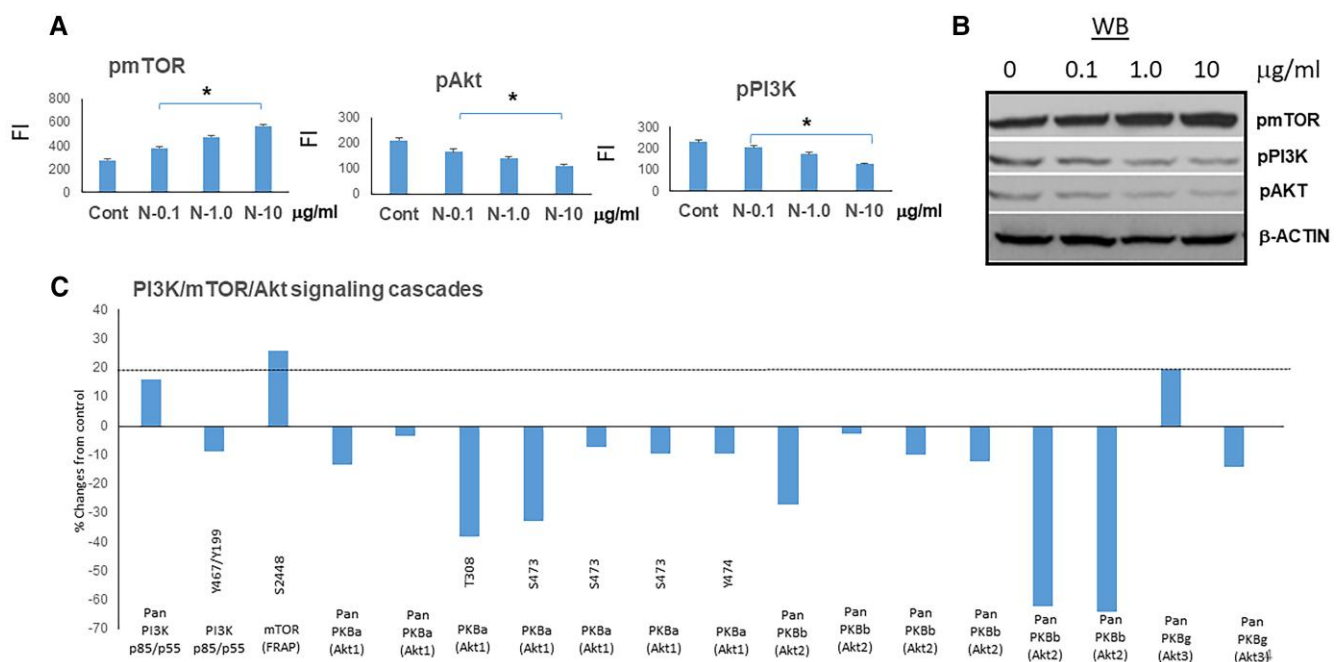 A
pmTOR
FI
800
600
400
200
0
Cont N-0.1 N-1.0 N-10 μg/ml
*
pAkt
300
200
100
0
Cont N-0.1 N-1.0 N-10 μg/ml
*
pPI3K
FI
300
200
100
0
Cont N-0.1 N-1.0 N-10 μg/ml
*
B
WB
0 0.1 1.0 10 μg/ml
pmTOR
pPI3K
pAKT
β-ACTIN
C
PI3K/mTOR/Akt signaling cascades
% Changes from control
40
30
20
10
0
-10
-20
-30
-40
-50
-60
-70
Y467/Y199
S2448
T308
S473
S473
S473
Y474
Pan
PI3K
p85/p55
PI3K
p85/p55
mTOR
(FRAP)
Pan
PKBa
(Akt1)
Pan
PKBa
(Akt1)
PKBa
(Akt1)
PKBa
(Akt1)
PKBa
(Akt1)
PKBa
(Akt1)
PKBa
(Akt1)
Pan
PKBb
(Akt2)
Pan
PKBb
(Akt2)
Pan
PKBb
(Akt2)
Pan
PKBb
(Akt2)
Pan
PKBb
(Akt2)
Pan
PKBb
(Akt2)
Pan
PKBg
(Akt3)
Pan
PKBg
(Akt3)